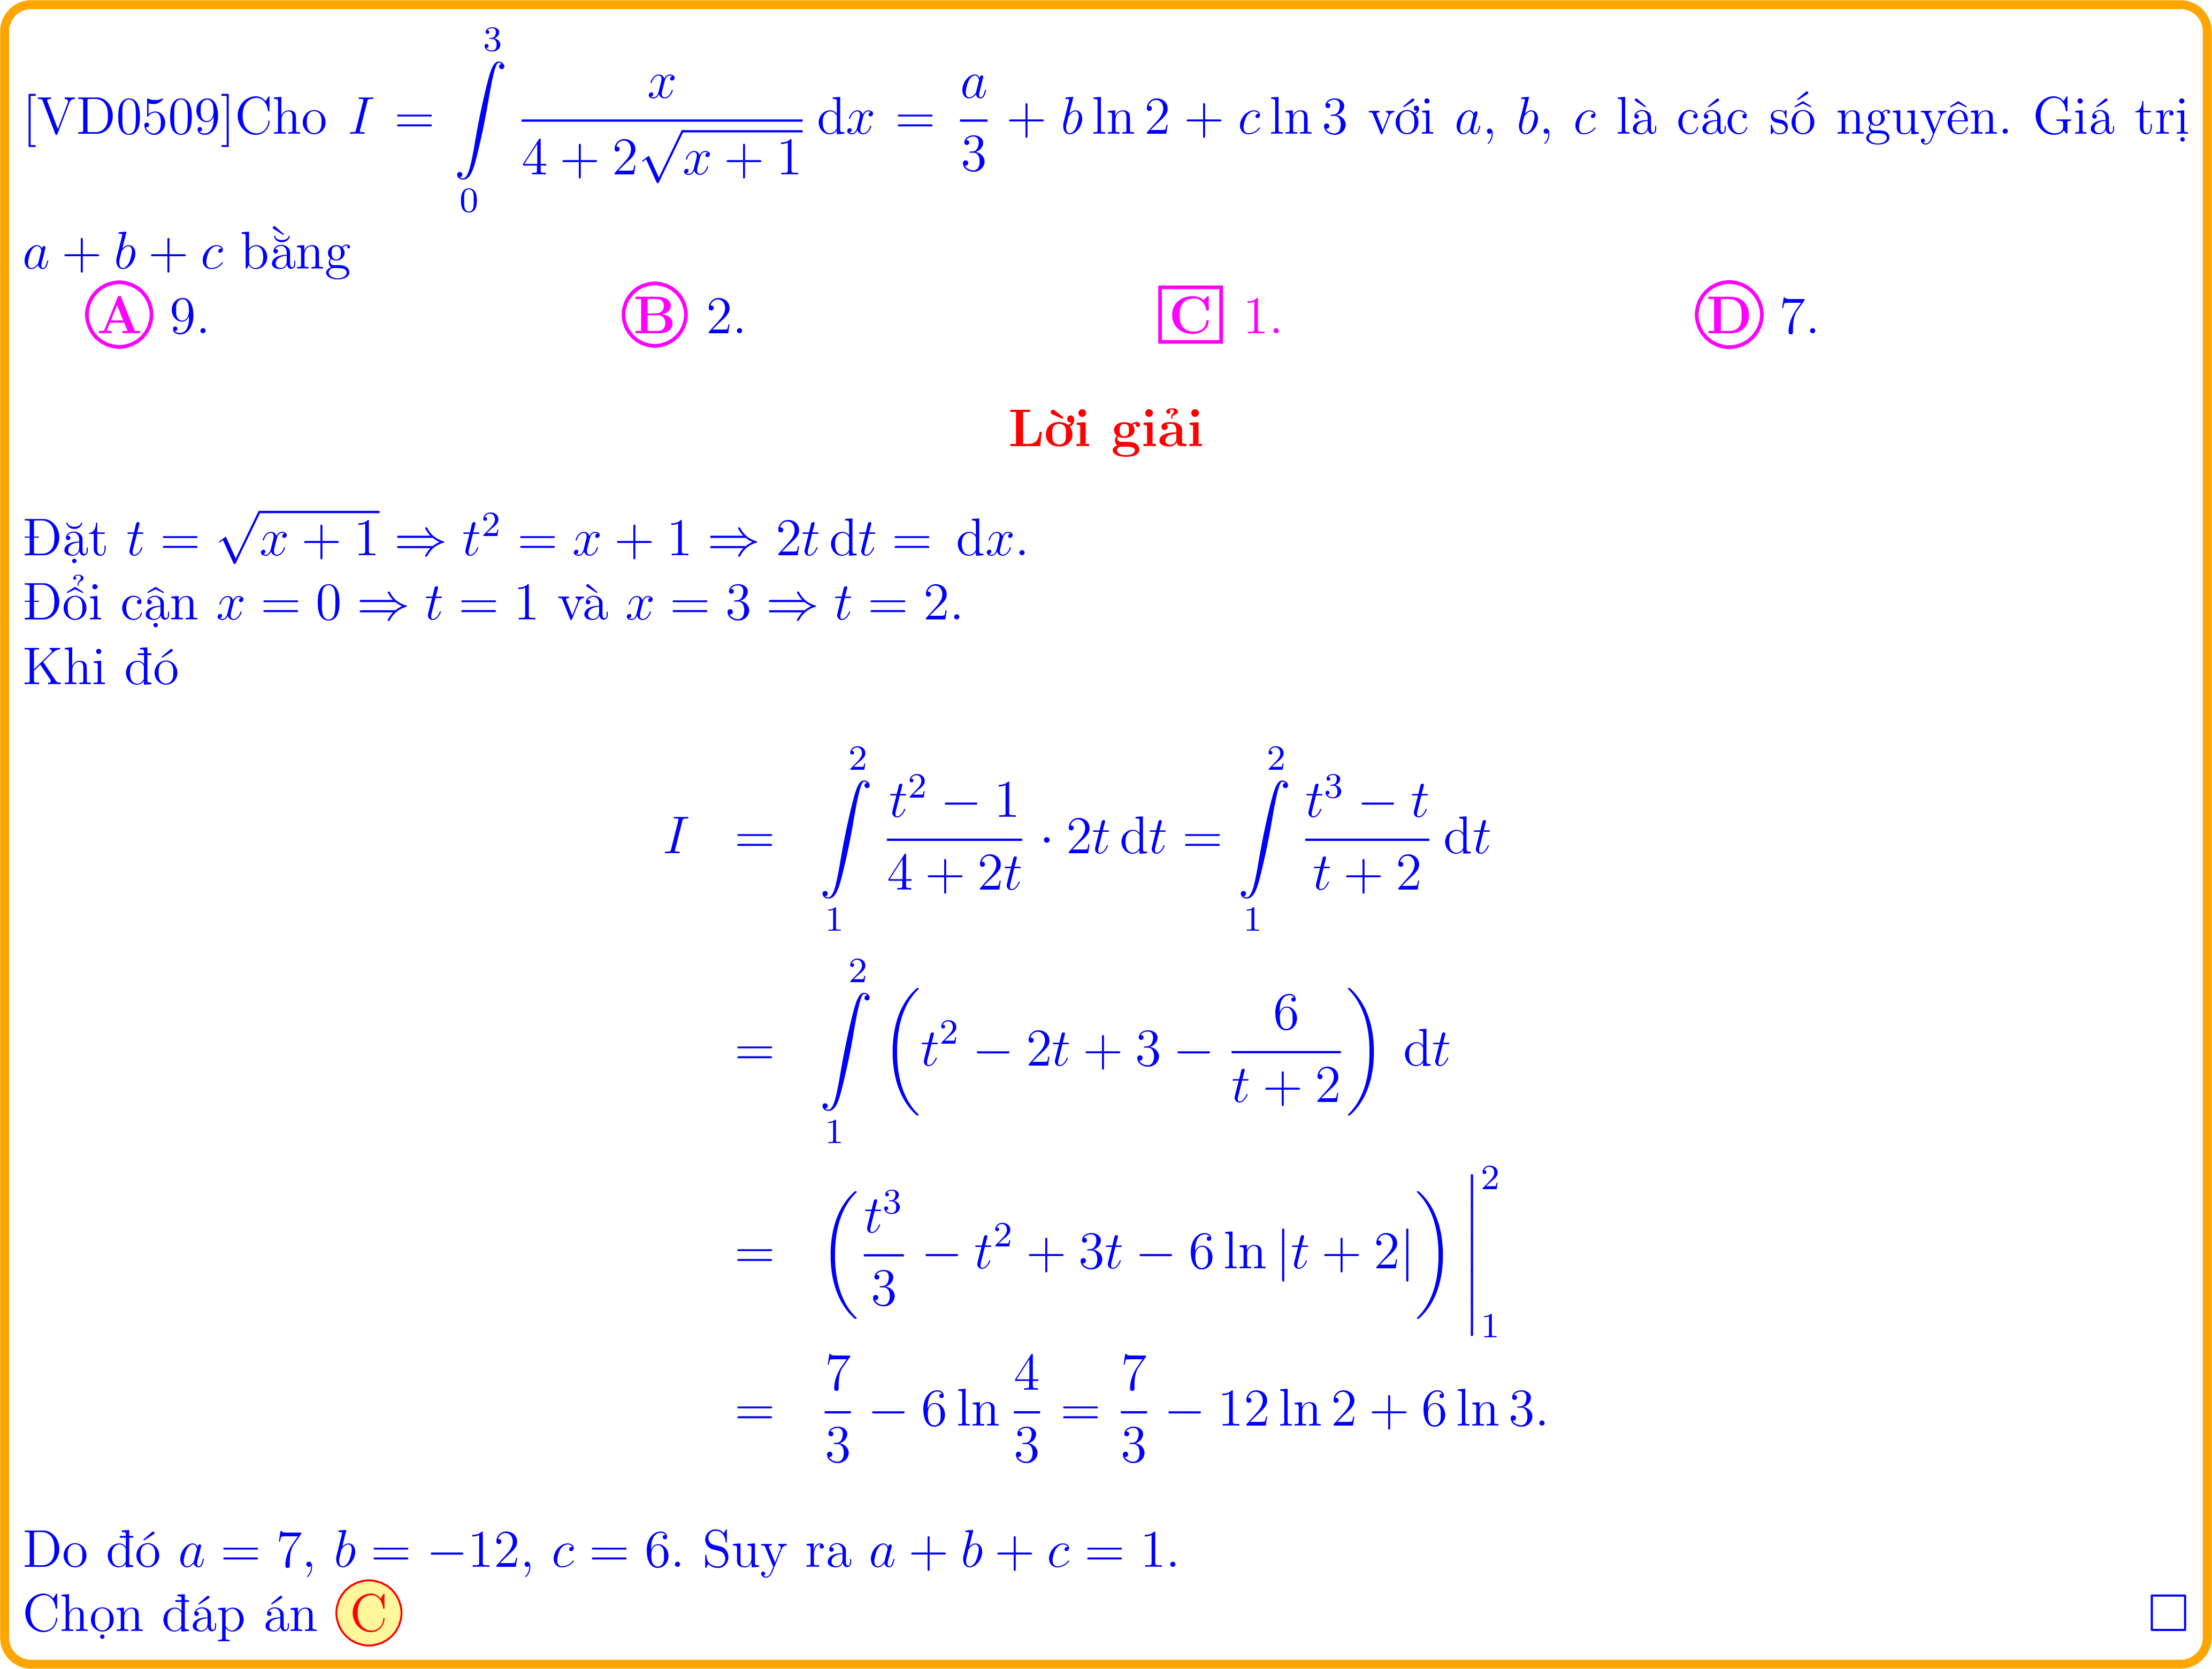 [VD0509]Cho $I = \int\limits_0^3 \frac{x}{4 + 2\sqrt{x+1}} \, \mathrm{d}x = \frac{a}{3} + b \ln 2 + c \ln 3$ với $a, b, c$ là các số nguyên. Giá trị
$a + b + c$ bằng
A 9. B 2. C 1. D 7.
Lời giải
Đặt $t = \sqrt{x+1} \Rightarrow t^2 = x + 1 \Rightarrow 2t \, \mathrm{d}t = \mathrm{d}x$.
Đổi cận $x = 0 \Rightarrow t = 1$ và $x = 3 \Rightarrow t = 2$.
Khi đó
$I = \int\limits_1^2 \frac{t^2 - 1}{4 + 2t} \cdot 2t \, \mathrm{d}t = \int\limits_1^2 \frac{t^3 - t}{t + 2} \, \mathrm{d}t$
$= \int\limits_1^2 \left( t^2 - 2t + 3 - \frac{6}{t + 2} \right) \mathrm{d}t$
$= \left( \frac{t^3}{3} - t^2 + 3t - 6 \ln |t + 2| \right) \Big|_1^2$
$= \frac{7}{3} - 6 \ln \frac{4}{3} = \frac{7}{3} - 12 \ln 2 + 6 \ln 3.$
Do đó $a = 7, b = -12, c = 6$. Suy ra $a + b + c = 1$.
Chọn đáp án C □